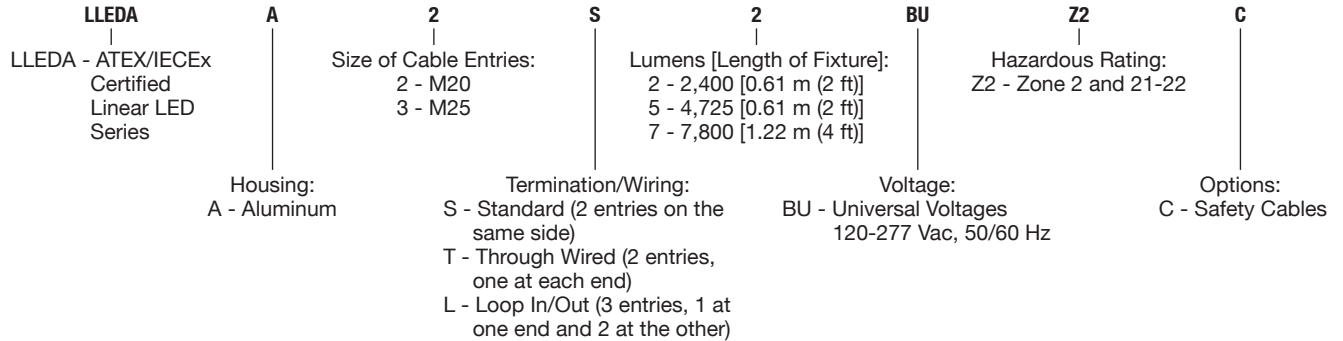 LLEDA A 2 S 2 BU Z2 C
LLEDA - ATEX/IECEx
Certified
Linear LED
Series
Size of Cable Entries:
2 - M20
3 - M25
Lumens [Length of Fixture]:
2 - 2,400 [0.61 m (2 ft)]
5 - 4,725 [0.61 m (2 ft)]
7 - 7,800 [1.22 m (4 ft)]
Hazardous Rating:
Z2 - Zone 2 and 21-22
Housing:
A - Aluminum
Termination/Wiring:
S - Standard (2 entries on the
same side)
T - Through Wired (2 entries,
one at each end)
L - Loop In/Out (3 entries, 1 at
one end and 2 at the other)
Voltage:
BU - Universal Voltages
120-277 Vac, 50/60 Hz
Options:
C - Safety Cables